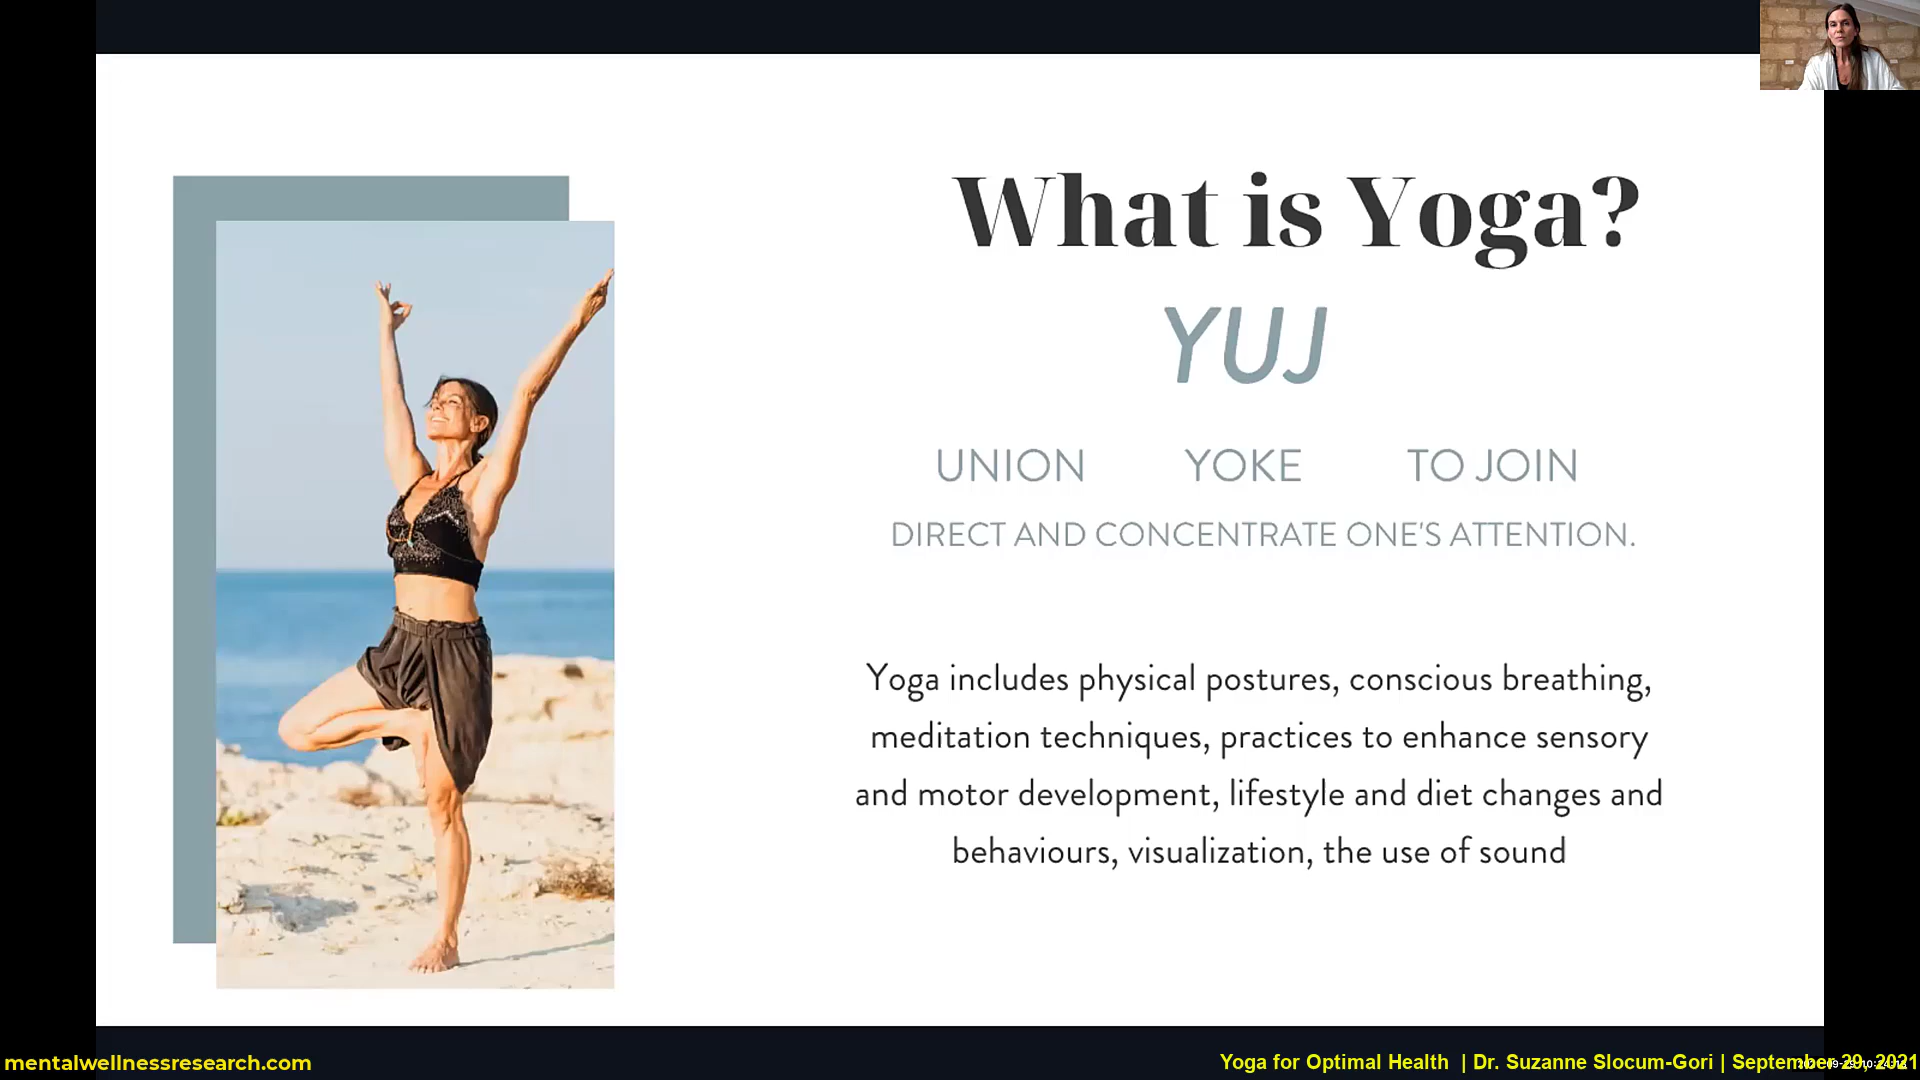 What is Yoga?
YUJ
UNION YOKE TO JOIN
DIRECT AND CONCENTRATE ONE'S ATTENTION.
Yoga includes physical postures, conscious breathing,
meditation techniques, practices to enhance sensory
and motor development, lifestyle and diet changes and
behaviours, visualization, the use of sound
mentalwellnessresearch.com
Yoga for Optimal Health | Dr. Suzanne Slocum-Gori | September 29, 2021